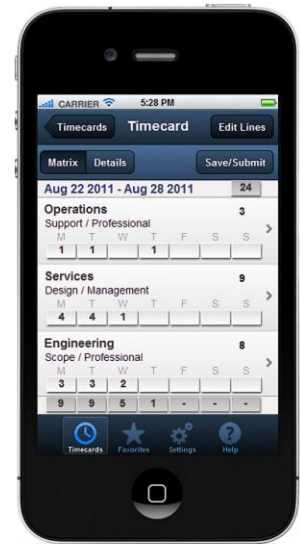 CARRIER 5:28 PM
Timecards Timecard Edit Lines
Matrix Details Save/Submit
Aug 22 2011 - Aug 28 2011 24
Operations 3
Support / Professional
M T W T F S S
1 1 1
Services 9
Design / Management
M T W T F S S
4 4 1
Engineering 8
Scope / Professional
M T W T F S S
3 3 2
9 9 5 1 - - -
Timecards Favorites Settings Help